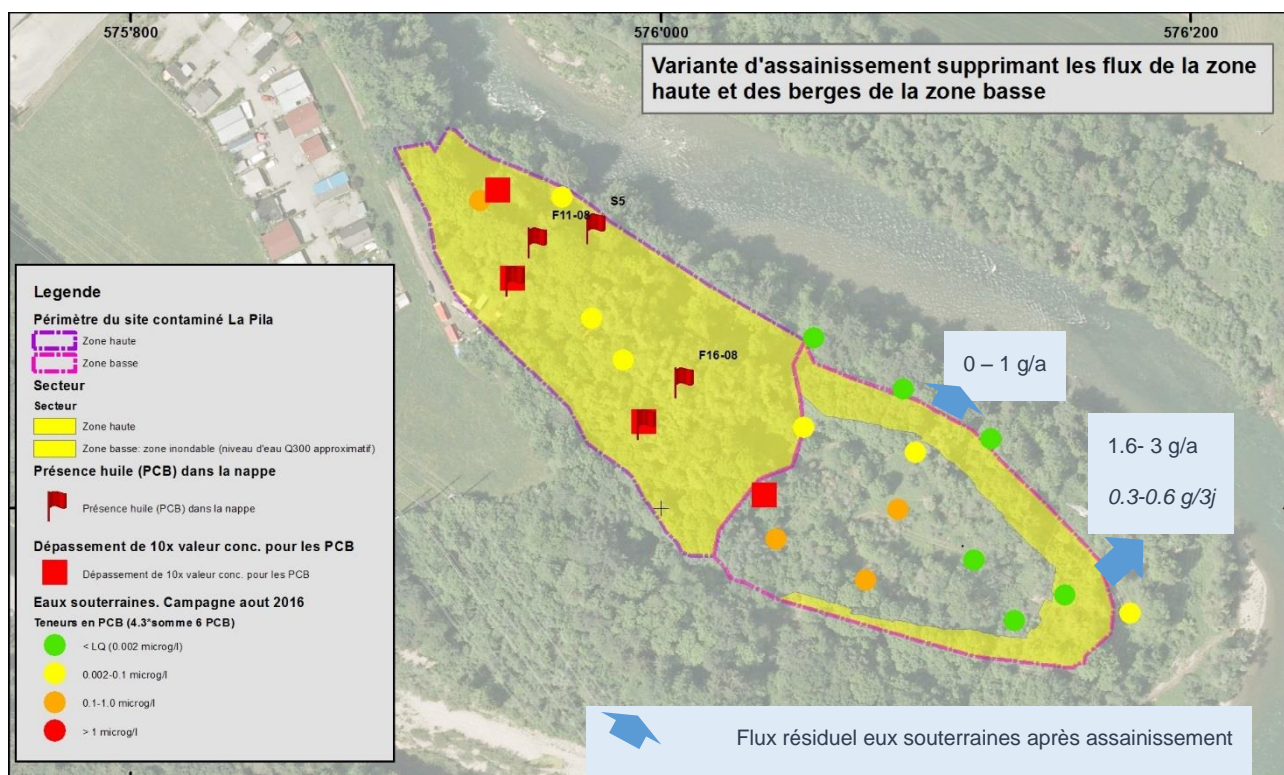 575'800
576'000
576'200
Variante d'assainissement supprimant les flux de la zone
haute et des berges de la zone basse
S5
F11-08
F16-08
0 – 1 g/a
1.6- 3 g/a
0.3-0.6 g/3j
Legende
Périmètre du site contaminé La Pila
Zone haute
Zone basse
Secteur
Secteur
Zone haute
Zone basse: zone inondable (niveau d'eau Q300 approximatif)
Présence huile (PCB) dans la nappe
Présence huile (PCB) dans la nappe
Dépassement de 10x valeur conc. pour les PCB
Dépassement de 10x valeur conc. pour les PCB
Eaux souterraines. Campagne aout 2016
Teneurs en PCB (4.3*somme 6 PCB)
< LQ (0.002 microg/l)
0.002-0.1 microg/l
0.1-1.0 microg/l
> 1 microg/l
Flux résiduel eux souterraines après assainissement